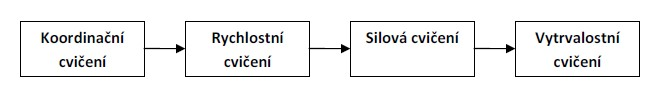 Koordinační
cvičení
Rychlostní
cvičení
Silová cvičení
Vytrvalostní
cvičení